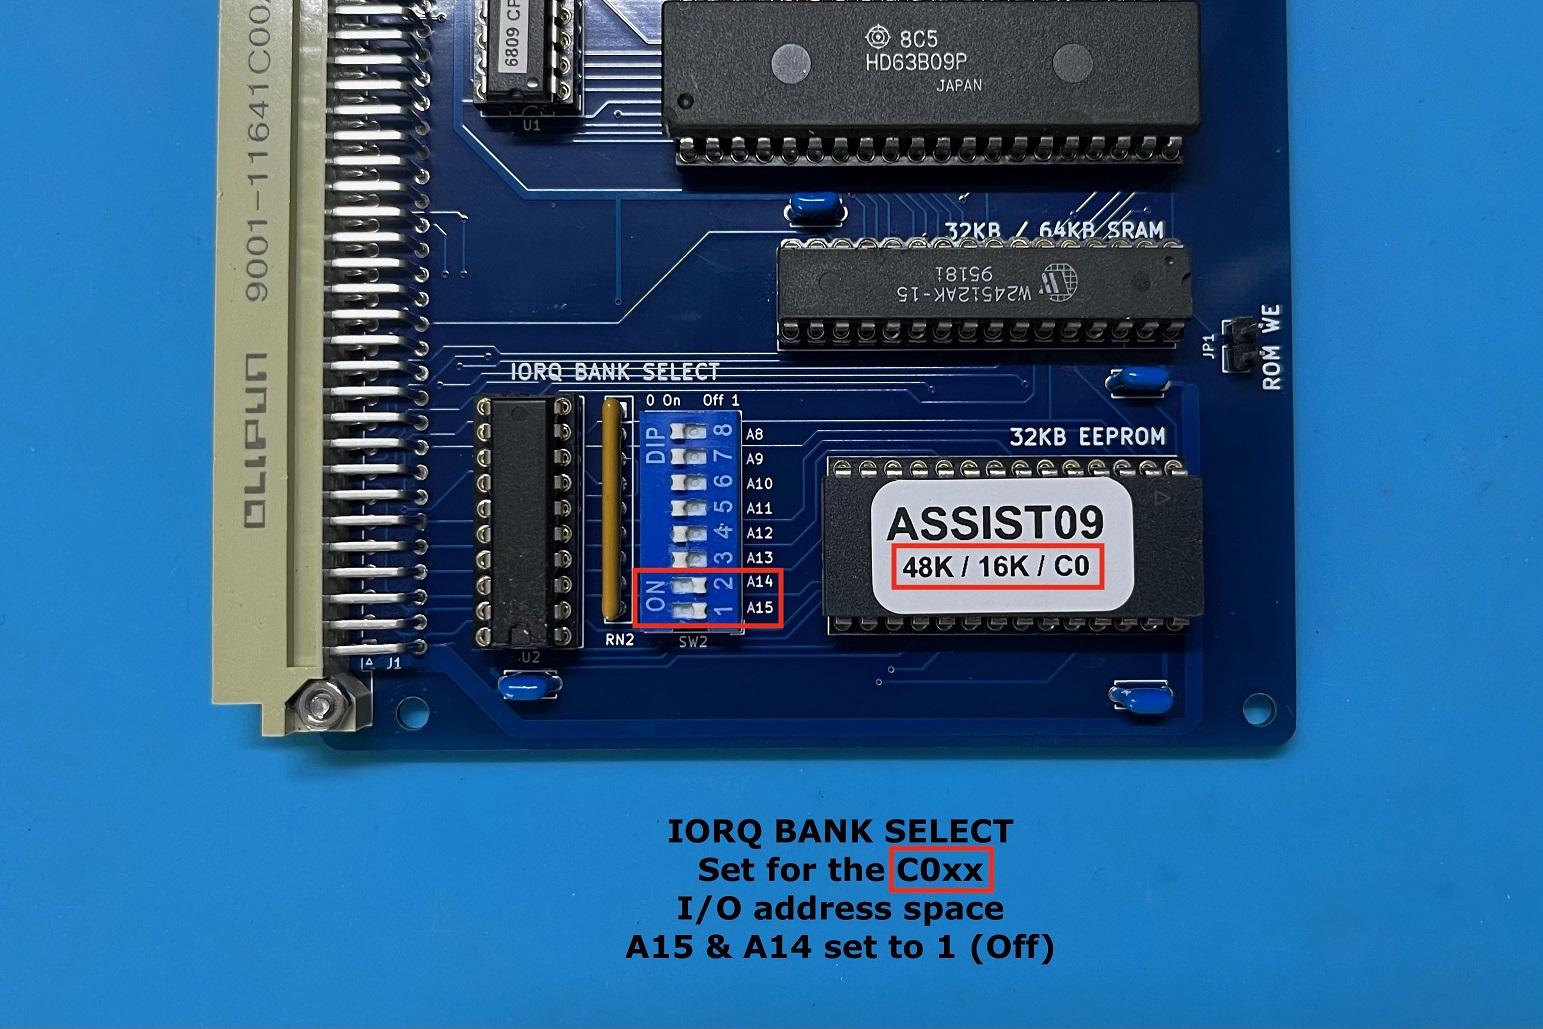 9001-11641C00A
6809 CP
U1
8C5
HD63B09P
JAPAN
32KB / 64KB SRAM
W24512AK-15
9518i
JP1
ROM WE
IORQ BANK SELECT
0 On Off 1
DIP
ON
8 A8
7 A9
6 A10
5 A11
4 A12
3 A13
2 A14
1 A15
RN2
SW2
U2
J1
32KB EEPROM
ASSIST09
48K / 16K / C0
IORQ BANK SELECT
Set for the C0xx
I/O address space
A15 & A14 set to 1 (Off)